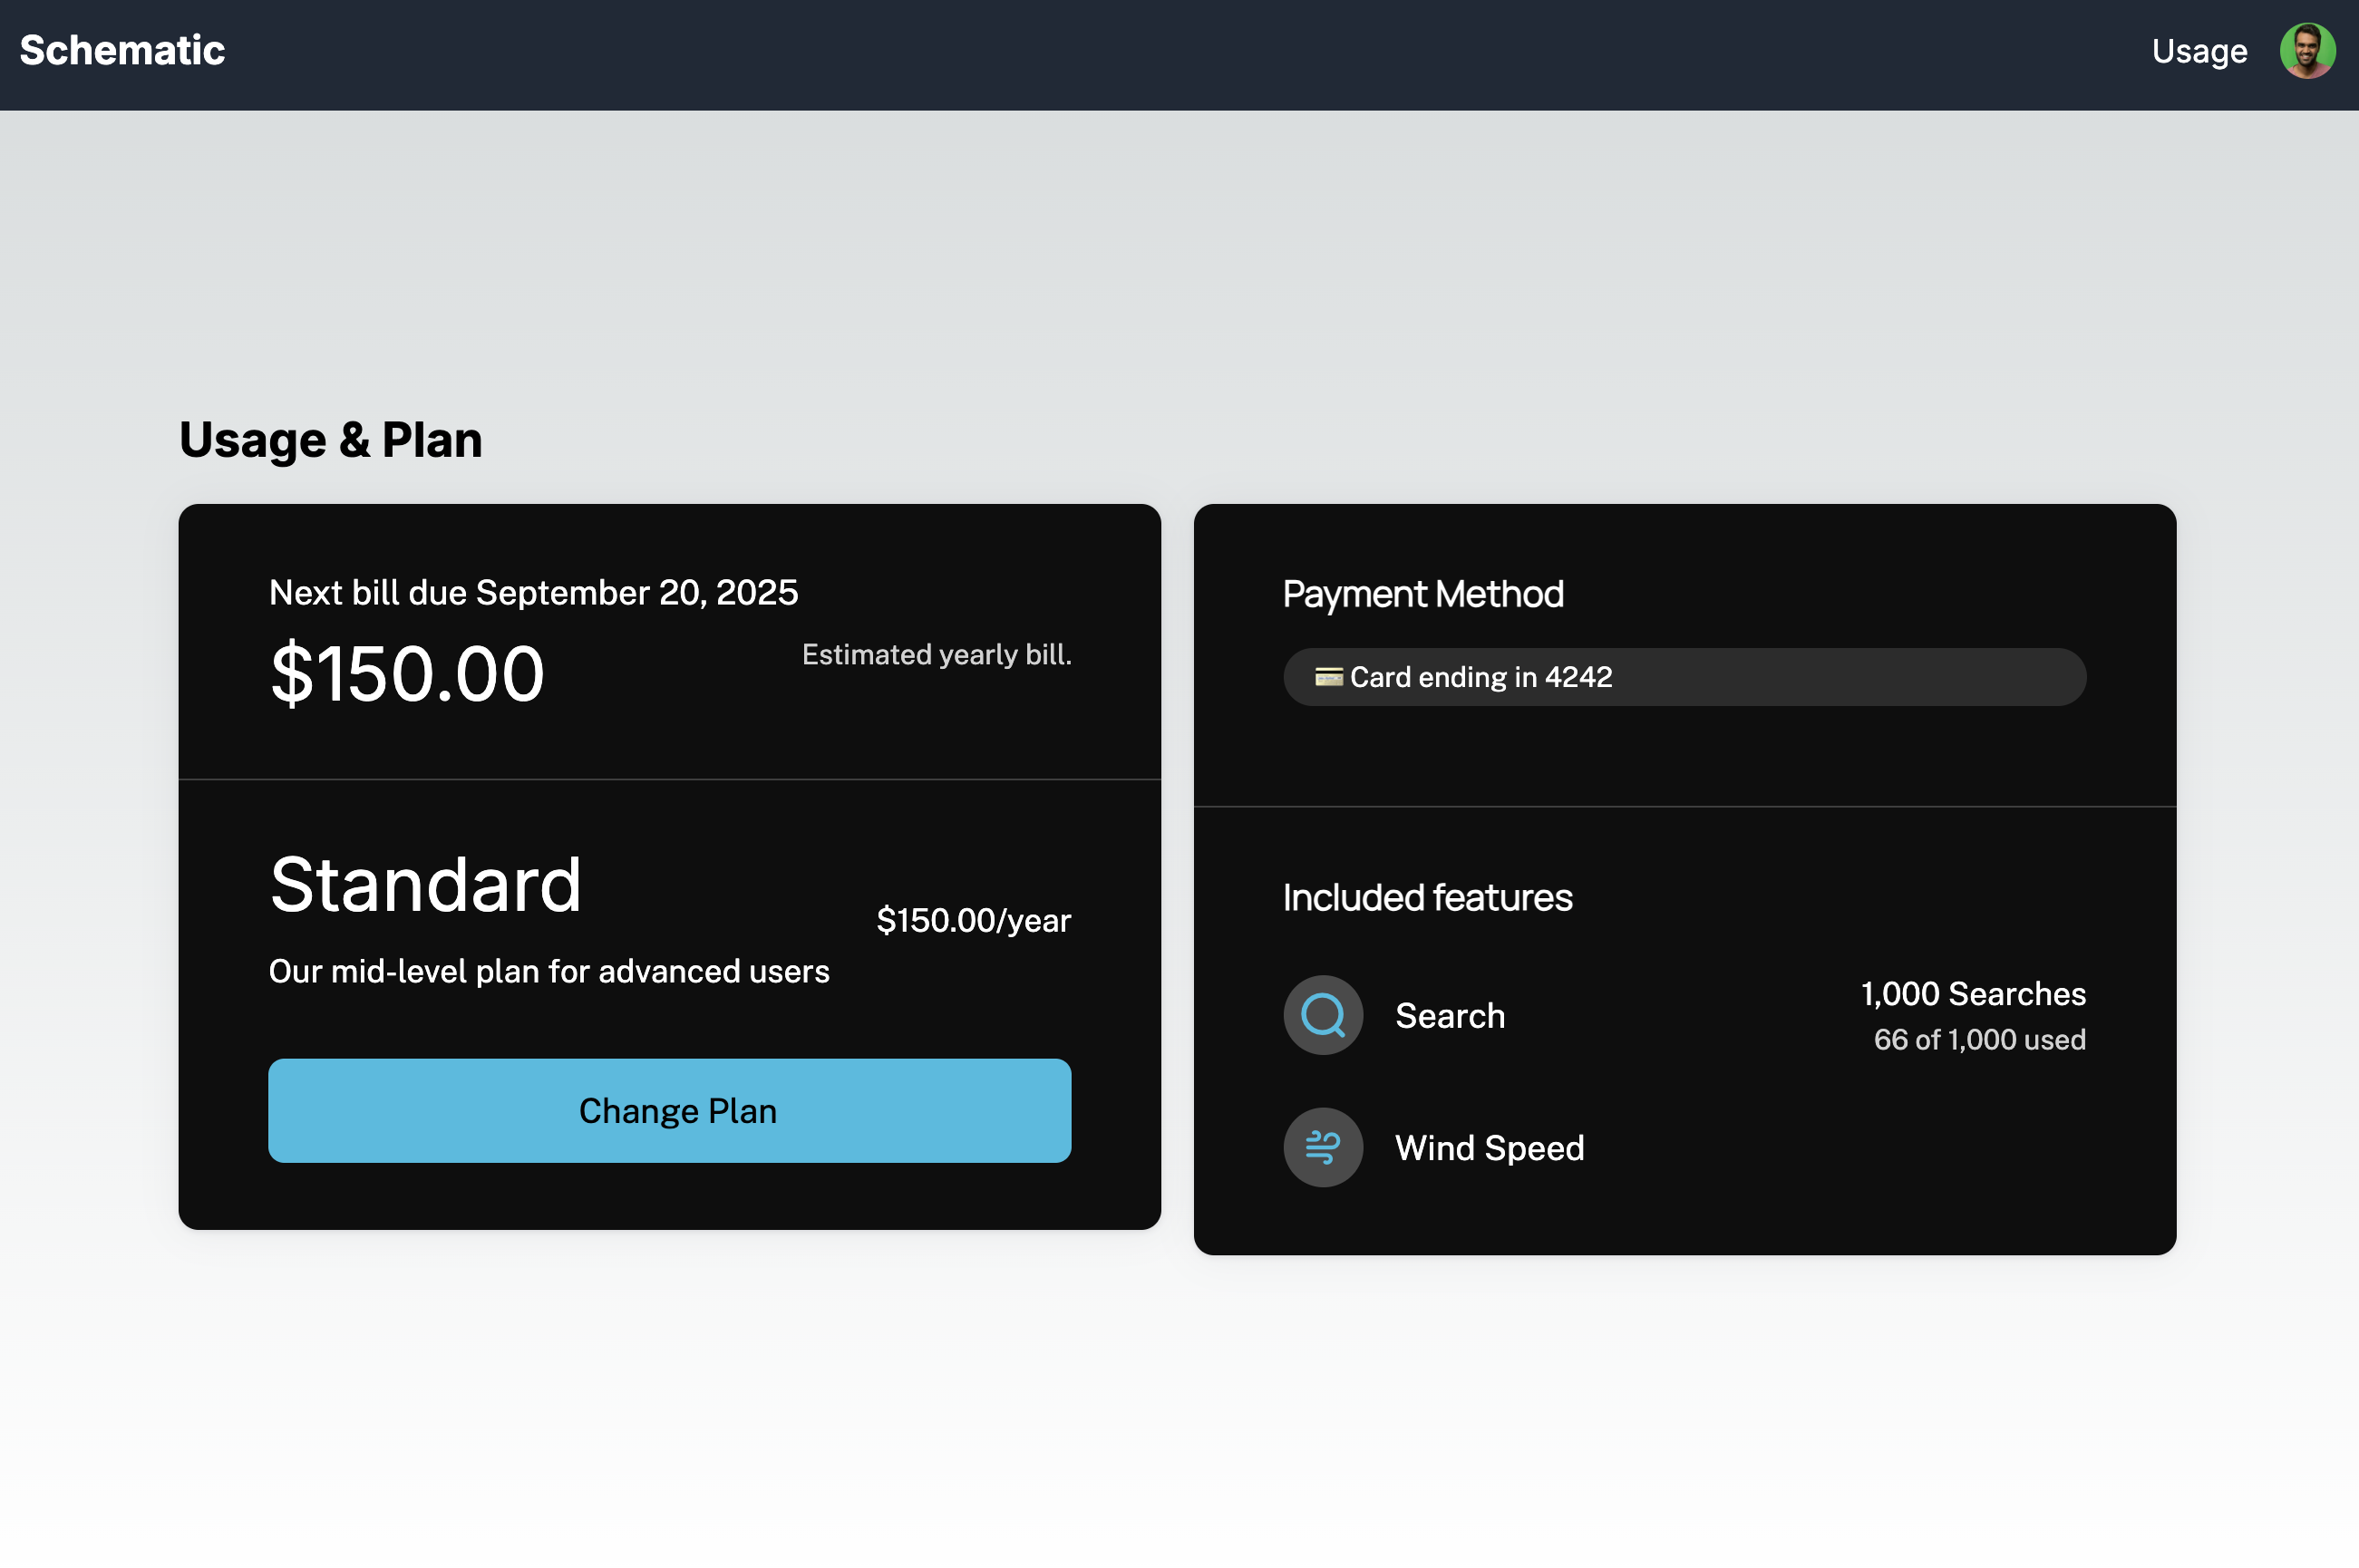 Schematic
Usage
Usage & Plan
Next bill due September 20, 2025
$150.00
Estimated yearly bill.
Standard
$150.00/year
Our mid-level plan for advanced users
Change Plan
Payment Method
Card ending in 4242
Included features
Search
1,000 Searches
66 of 1,000 used
Wind Speed